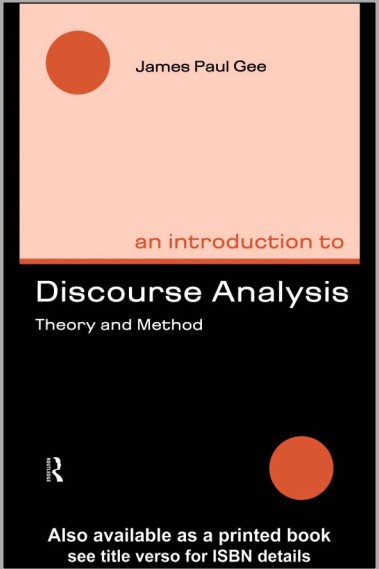 James Paul Gee
an introduction to
Discourse Analysis
Theory and Method
ROUTLEDGE
Also available as a printed book
see title verso for ISBN details